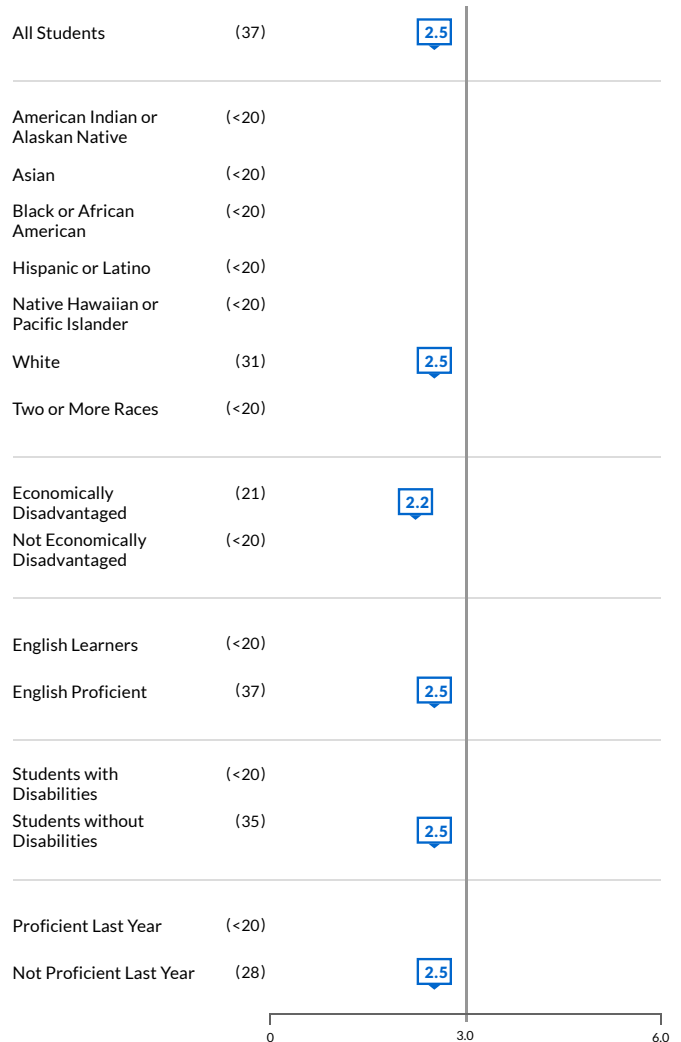 All Students (37) 2.5
American Indian or (<20)
Alaskan Native
Asian (<20)
Black or African (<20)
American
Hispanic or Latino (<20)
Native Hawaiian or (<20)
Pacific Islander
White (31) 2.5
Two or More Races (<20)
Economically (21) 2.2
Disadvantaged
Not Economically (<20)
Disadvantaged
English Learners (<20)
English Proficient (37) 2.5
Students with (<20)
Disabilities
Students without (35) 2.5
Disabilities
Proficient Last Year (<20)
Not Proficient Last Year (28) 2.5
0 3.0 6.0